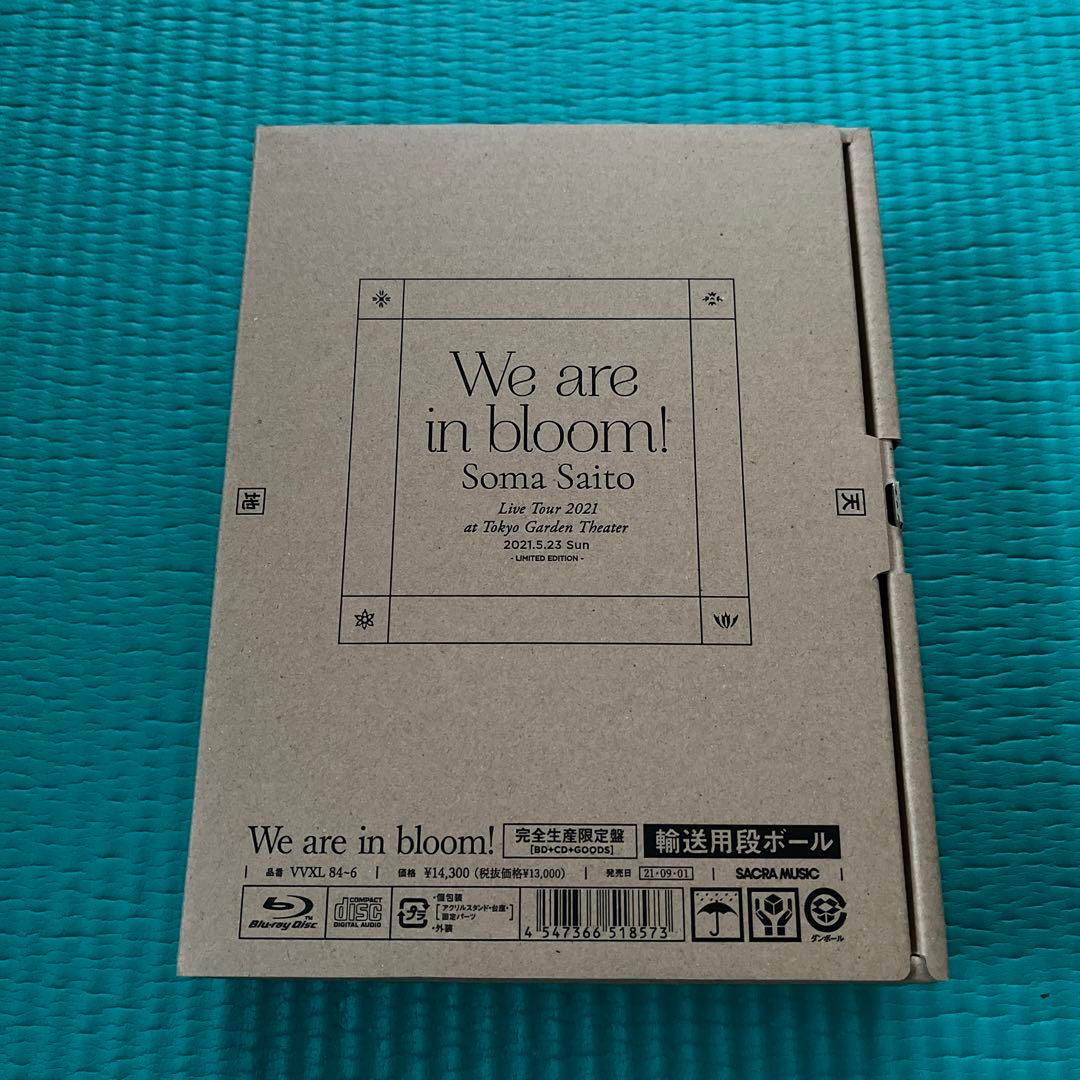 We are
in bloom!
Soma Saito
Live Tour 2021
at Tokyo Garden Theater
2021.5.23 Sun
- LIMITED EDITION -
地
天
We are in bloom! 完全生産限定盤 [BD+CD+GOODS] 輸送用段ボール
品番 VVXL 84~6 価格 ¥14,300 (税抜価格¥13,000) 発売日 21・09・01 SACRA MUSIC
Blu-ray Disc™
COMPACT
disc
DIGITAL AUDIO
プラ
・個包装
[アクリルスタンド・台座・
固定パーツ]
・外装
4 547366 518573
ダンボール